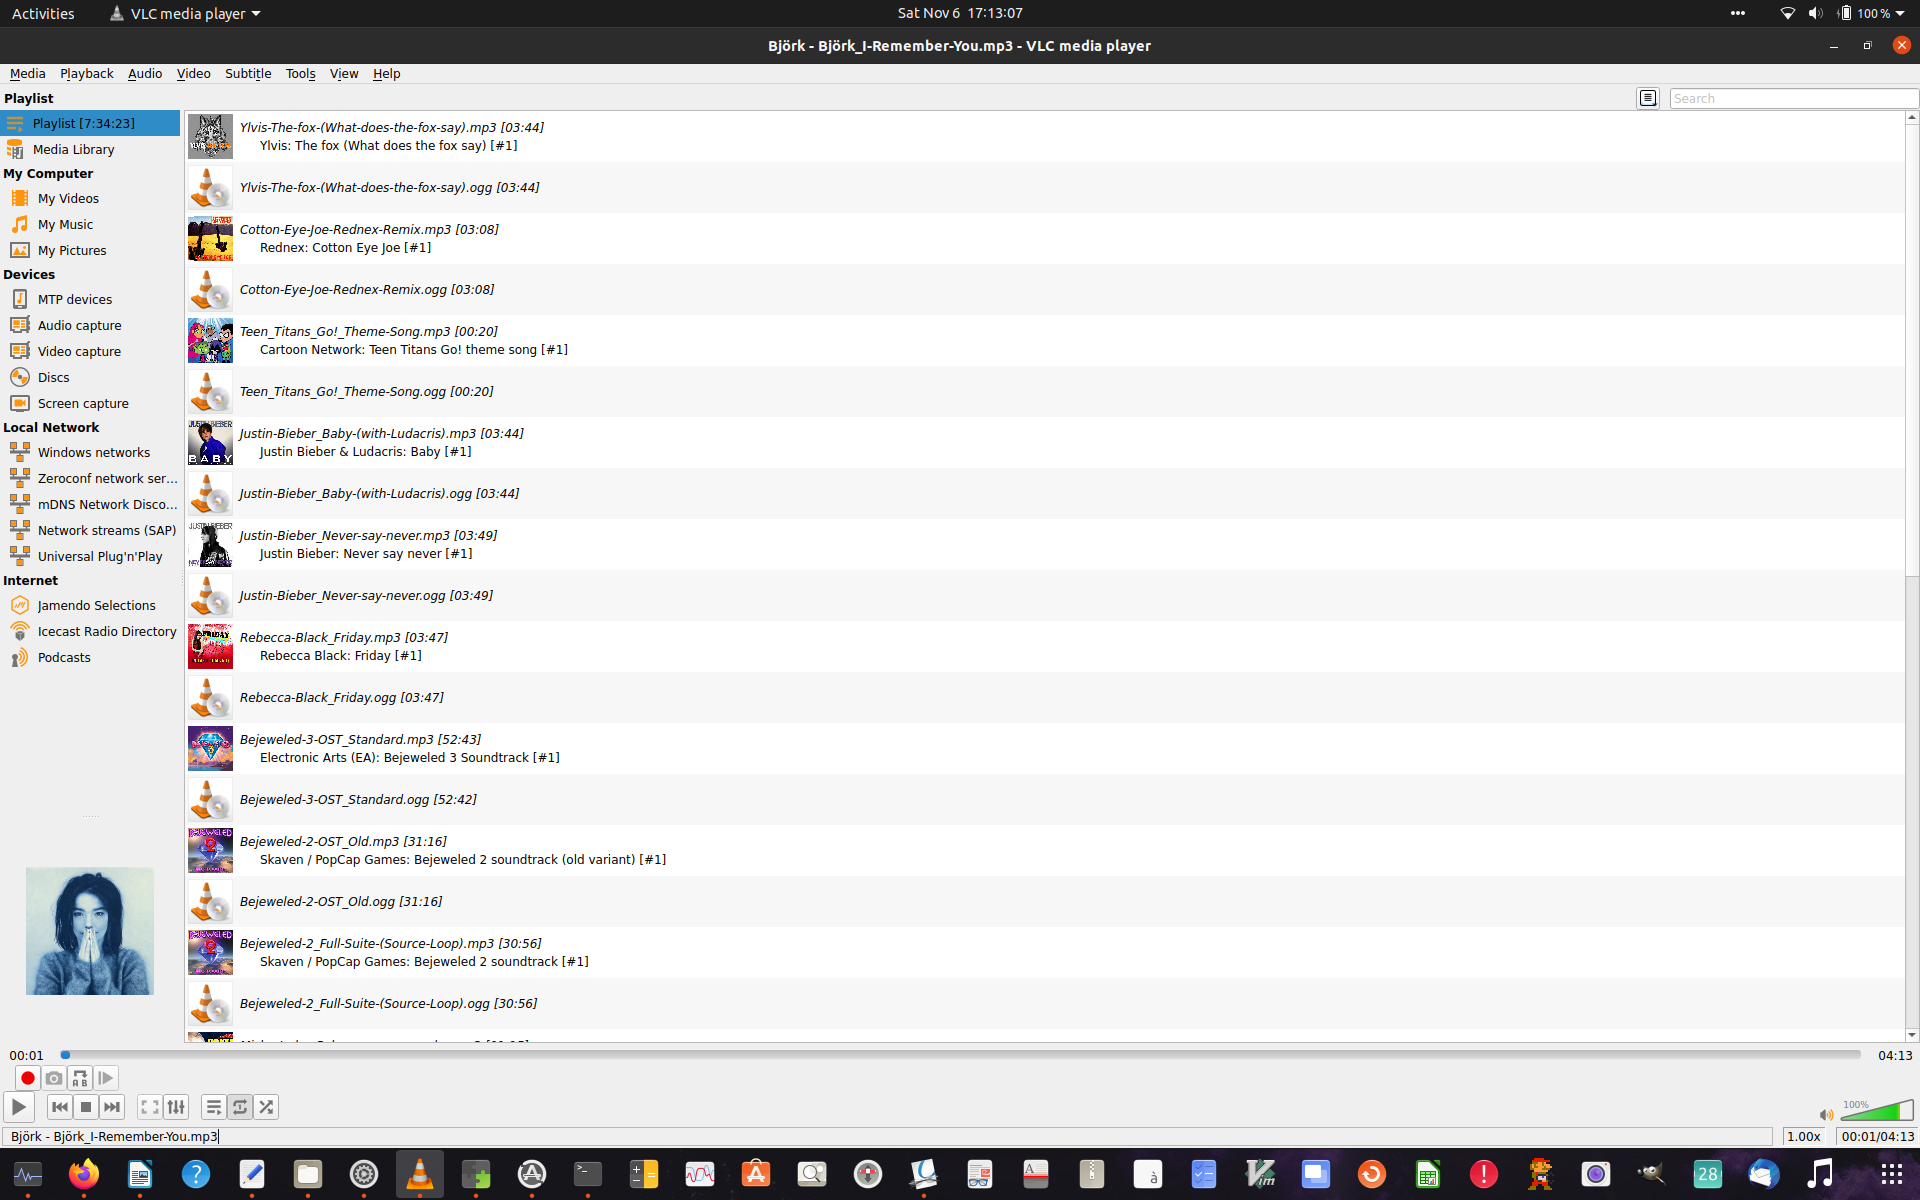 Activities
VLC media player
Sat Nov 6 17:13:07
100 %
Björk - Björk_I-Remember-You.mp3 - VLC media player
Media Playback Audio Video Subtitle Tools View Help
Playlist
Search
Playlist [7:34:23]
Media Library
My Computer
My Videos
My Music
My Pictures
Devices
MTP devices
Audio capture
Video capture
Discs
Screen capture
Local Network
Windows networks
Zeroconf network ser...
mDNS Network Disco...
Network streams (SAP)
Universal Plug'n'Play
Internet
Jamendo Selections
Icecast Radio Directory
Podcasts
Ylvis-The-fox-(What-does-the-fox-say).mp3 [03:44]
Ylvis: The fox (What does the fox say) [#1]
Ylvis-The-fox-(What-does-the-fox-say).ogg [03:44]
Cotton-Eye-Joe-Rednex-Remix.mp3 [03:08]
Rednex: Cotton Eye Joe [#1]
Cotton-Eye-Joe-Rednex-Remix.ogg [03:08]
Teen_Titans_Go!_Theme-Song.mp3 [00:20]
Cartoon Network: Teen Titans Go! theme song [#1]
Teen_Titans_Go!_Theme-Song.ogg [00:20]
JUSTIN BIEBER
BABY
Justin-Bieber_Baby-(with-Ludacris).mp3 [03:44]
Justin Bieber & Ludacris: Baby [#1]
Justin-Bieber_Baby-(with-Ludacris).ogg [03:44]
JUSTIN BIEBER
Justin-Bieber_Never-say-never.mp3 [03:49]
Justin Bieber: Never say never [#1]
Justin-Bieber_Never-say-never.ogg [03:49]
FRIDAY
Rebecca-Black_Friday.mp3 [03:47]
Rebecca Black: Friday [#1]
Rebecca-Black_Friday.ogg [03:47]
Bejeweled-3-OST_Standard.mp3 [52:43]
Electronic Arts (EA): Bejeweled 3 Soundtrack [#1]
Bejeweled-3-OST_Standard.ogg [52:42]
BEJEWELED
2
Bejeweled-2-OST_Old.mp3 [31:16]
Skaven / PopCap Games: Bejeweled 2 soundtrack (old variant) [#1]
Bejeweled-2-OST_Old.ogg [31:16]
BEJEWELED
2
Bejeweled-2_Full-Suite-(Source-Loop).mp3 [30:56]
Skaven / PopCap Games: Bejeweled 2 soundtrack [#1]
Bejeweled-2_Full-Suite-(Source-Loop).ogg [30:56]
00:01
04:13
A B
100%
Björk - Björk_I-Remember-You.mp3
1.00x
00:01/04:13
?
>_
A
à
Vim
28